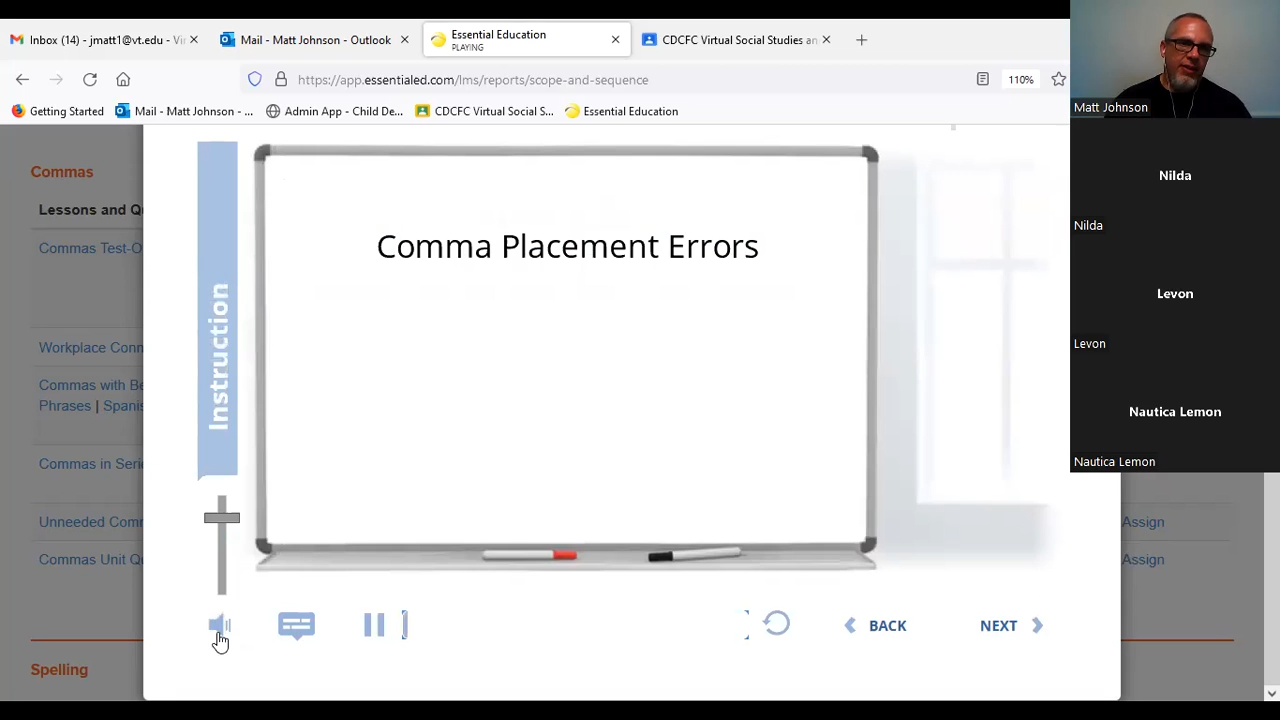 Inbox (14) - jmatt1@vt.edu - Vir
Mail - Matt Johnson - Outlook
Essential Education
PLAYING
CDCFC Virtual Social Studies an
https://app.essentialed.com/lms/reports/scope-and-sequence
110%
Getting Started
Mail - Matt Johnson - ...
Admin App - Child De...
CDCFC Virtual Social S...
Essential Education
Matt Johnson
Nilda
Nilda
Levon
Levon
Nautica Lemon
Nautica Lemon
Commas
Lessons and Qu
Commas Test-O
Workplace Conn
Commas with Be
Phrases | Spanis
Commas in Serie
Unneeded Comm
Commas Unit Qu
Assign
Assign
Spelling
Instruction
Comma Placement Errors
BACK
NEXT